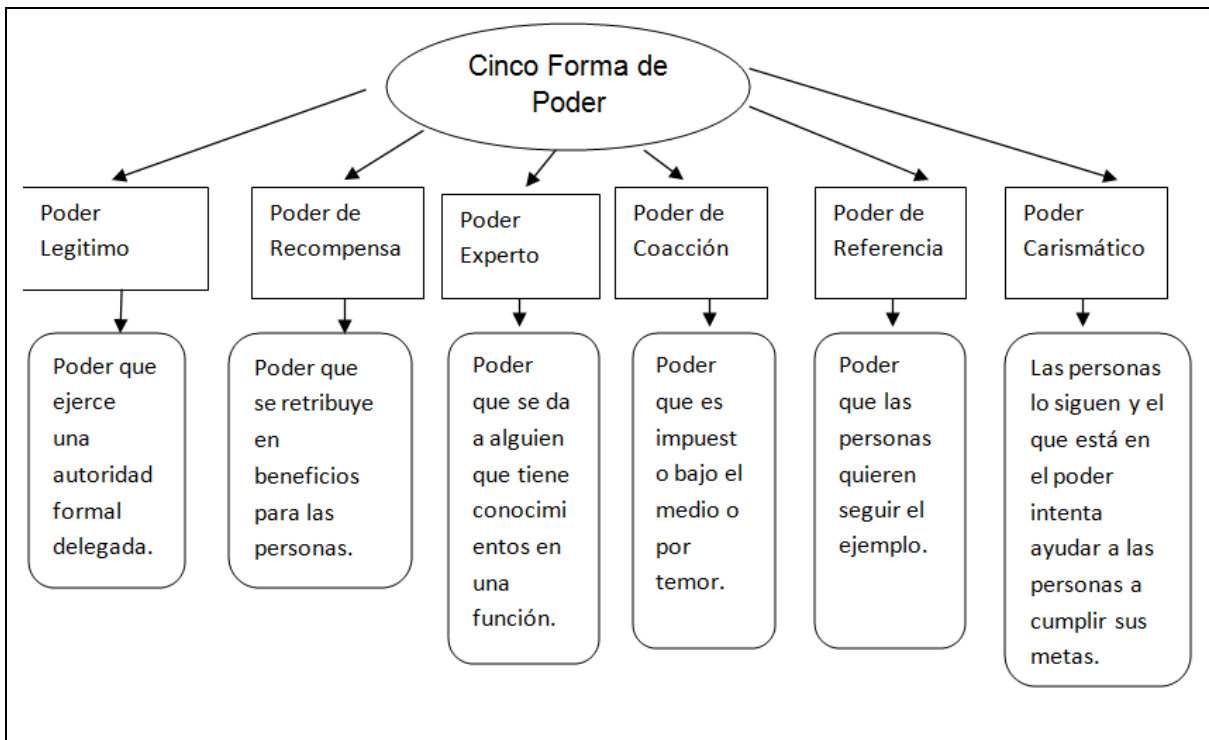 Cinco Forma de
Poder
Poder
Legitimo
Poder de
Recompensa
Poder
Experto
Poder de
Coacción
Poder de
Referencia
Poder
Carismático
Poder que
ejerce
una
autoridad
formal
delegada.
Poder que
se retribuye
en
beneficios
para las
personas.
Poder
que se da
a alguien
que tiene
conocimi
entos en
una
función.
Poder
que es
impuest
o bajo el
medio o
por
temor.
Poder
que las
personas
quieren
seguir el
ejemplo.
Las personas
lo siguen y el
que está en
el poder
intenta
ayudar a las
personas a
cumplir sus
metas.